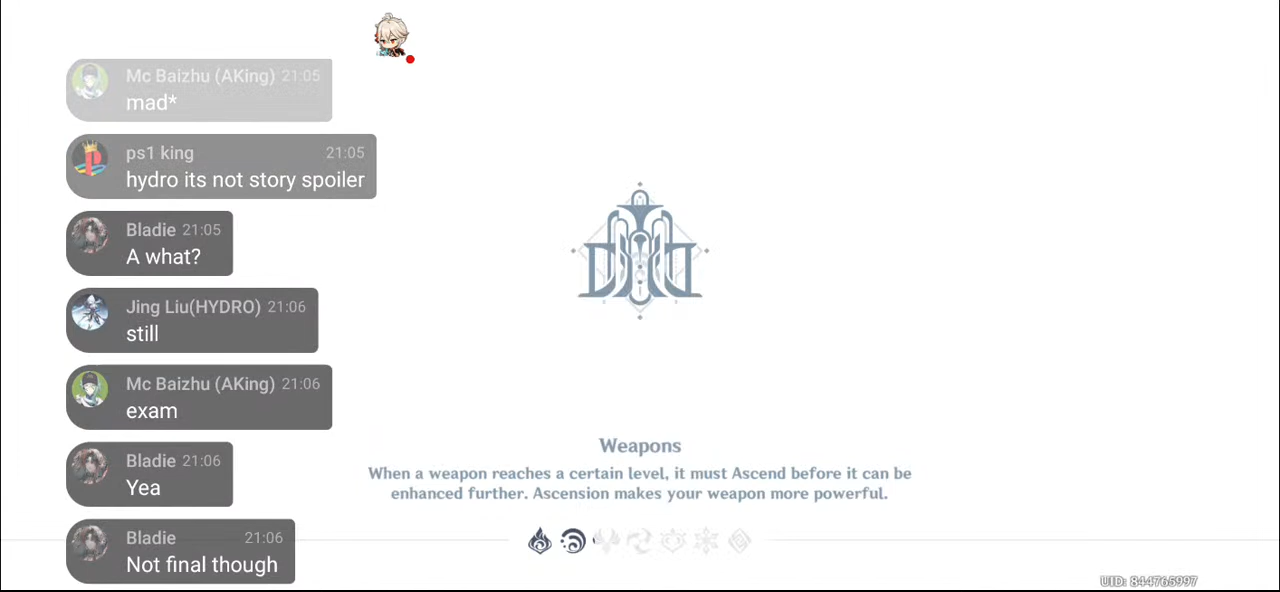 Mc Baizhu (AKing) 21:05
mad*
ps1 king 21:05
hydro its not story spoiler
Bladie 21:05
A what?
Jing Liu(HYDRO) 21:06
still
Mc Baizhu (AKing) 21:06
exam
Bladie 21:06
Yea
Bladie 21:06
Not final though
Weapons
When a weapon reaches a certain level, it must Ascend before it can be
enhanced further. Ascension makes your weapon more powerful.
UID: 844765997